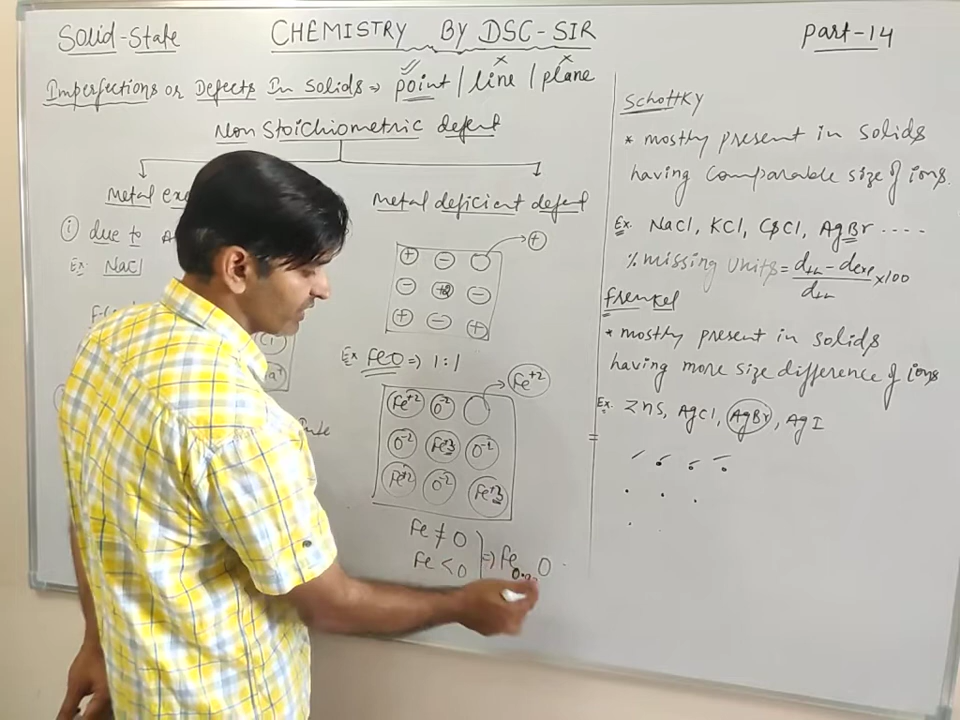 Solid-State
CHEMISTRY BY DSC-SIR
Part-14
Imperfections or Defects In Solids → point / line / plane
Non Stoichiometric defect
Metal
(i) due to
Ex: NaCl
Metal deficient defect
+ - +
- +2 -
+ - +
Ex FeO => 1:1
Fe+2
Fe+2 O-2
O-2 Fe+3 O-2
Fe+2 O-2 Fe+3
Fe ≠ O
Fe < O
=> Fe O
Schottky
* mostly present in solids
having comparable size of ions.
Ex. NaCl, KCl, CsCl, AgBr ....
% missing units = dth - dexp / dth x100
frenkel
* mostly present in solids
having more size difference of ions
Ex. ZnS, AgCl, AgBr, AgI